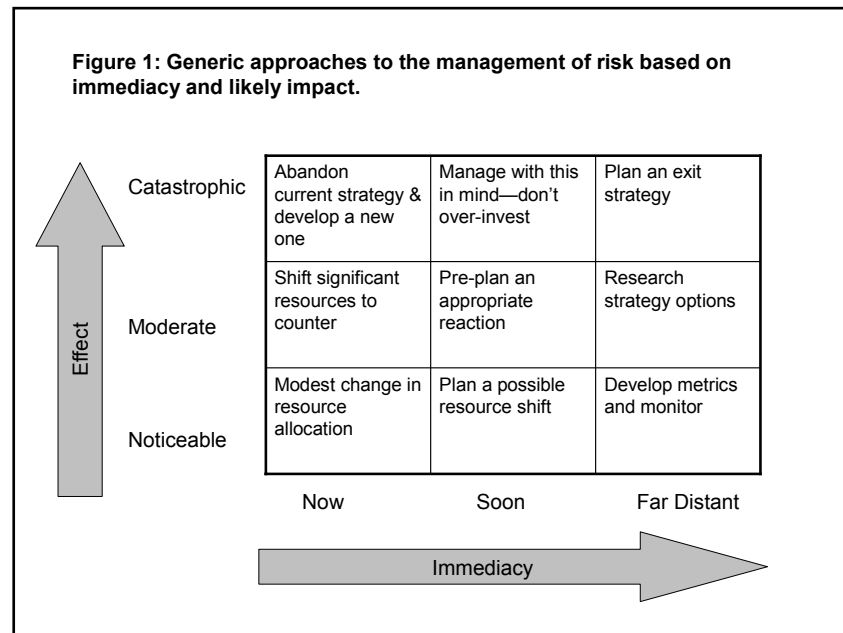 Figure 1: Generic approaches to the management of risk based on
immediacy and likely impact.
Effect
Catastrophic
Abandon
current strategy &
develop a new
one
Manage with this
in mind—don’t
over-invest
Plan an exit
strategy
Moderate
Shift significant
resources to
counter
Pre-plan an
appropriate
reaction
Research
strategy options
Noticeable
Modest change in
resource
allocation
Plan a possible
resource shift
Develop metrics
and monitor
Now
Soon
Far Distant
Immediacy